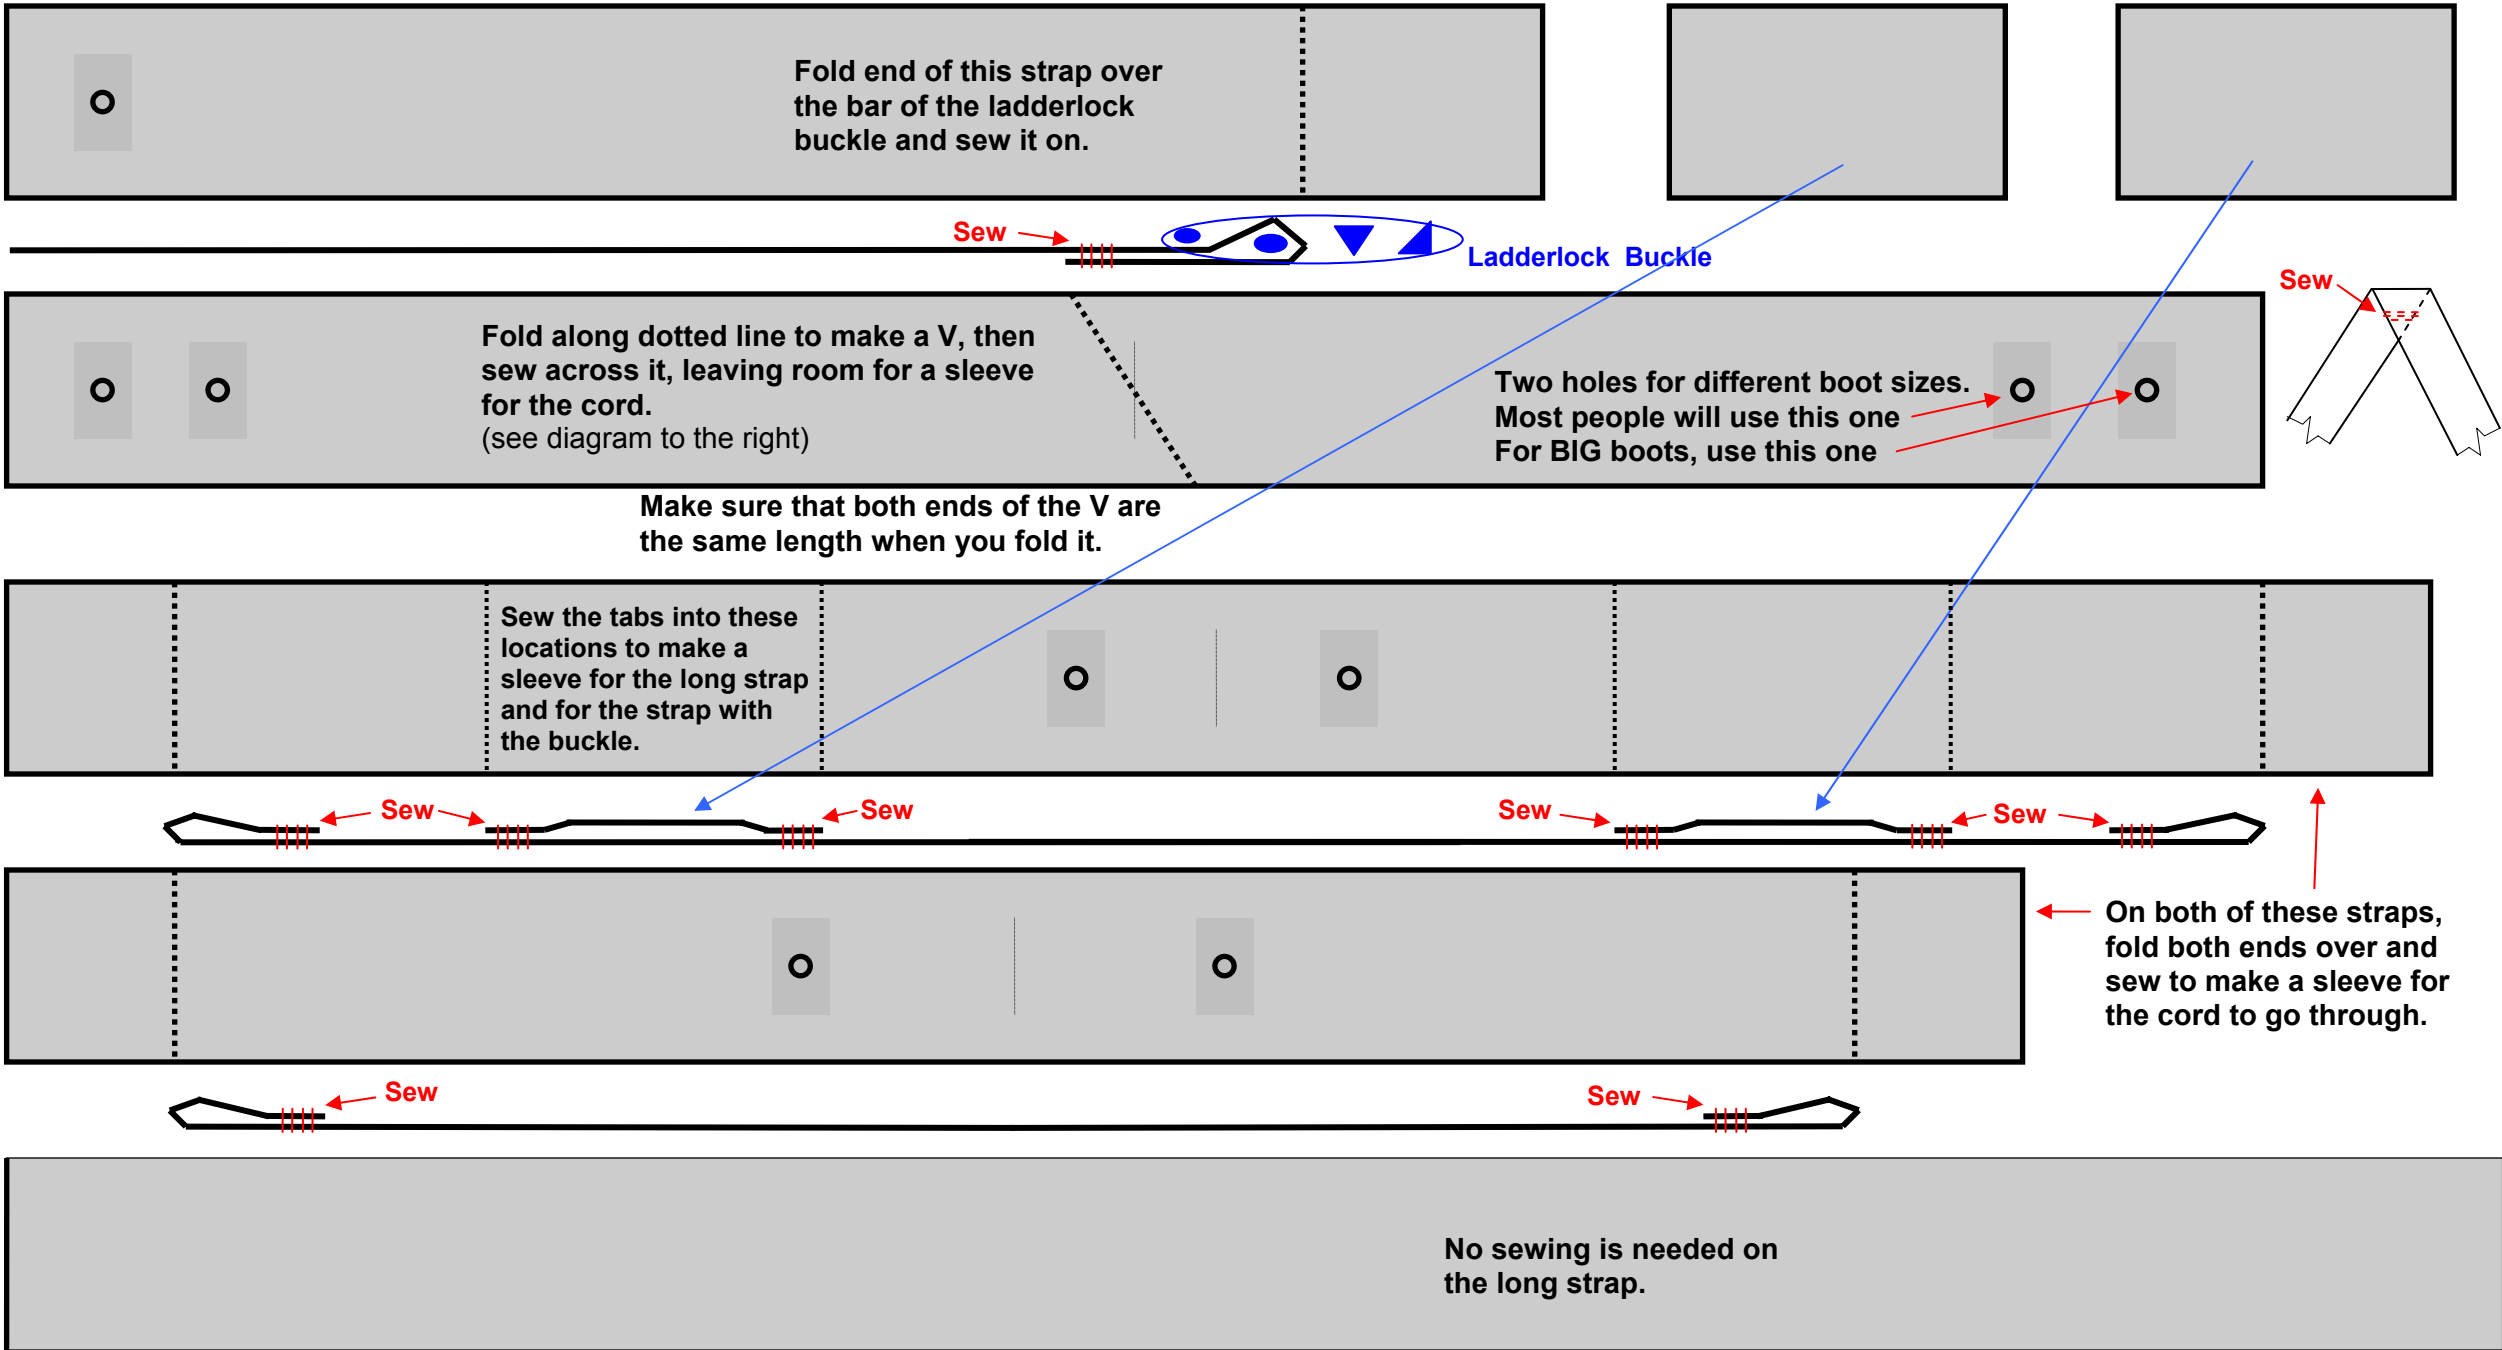 Fold end of this strap over
the bar of the ladderlock
buckle and sew it on.
Sew
Ladderlock Buckle
Sew
Fold along dotted line to make a V, then
sew across it, leaving room for a sleeve
for the cord.
(see diagram to the right)
Two holes for different boot sizes.
Most people will use this one
For BIG boots, use this one
Make sure that both ends of the V are
the same length when you fold it.
Sew the tabs into these
locations to make a
sleeve for the long strap
and for the strap with
the buckle.
Sew
Sew
Sew
Sew
On both of these straps,
fold both ends over and
sew to make a sleeve for
the cord to go through.
Sew
Sew
No sewing is needed on
the long strap.